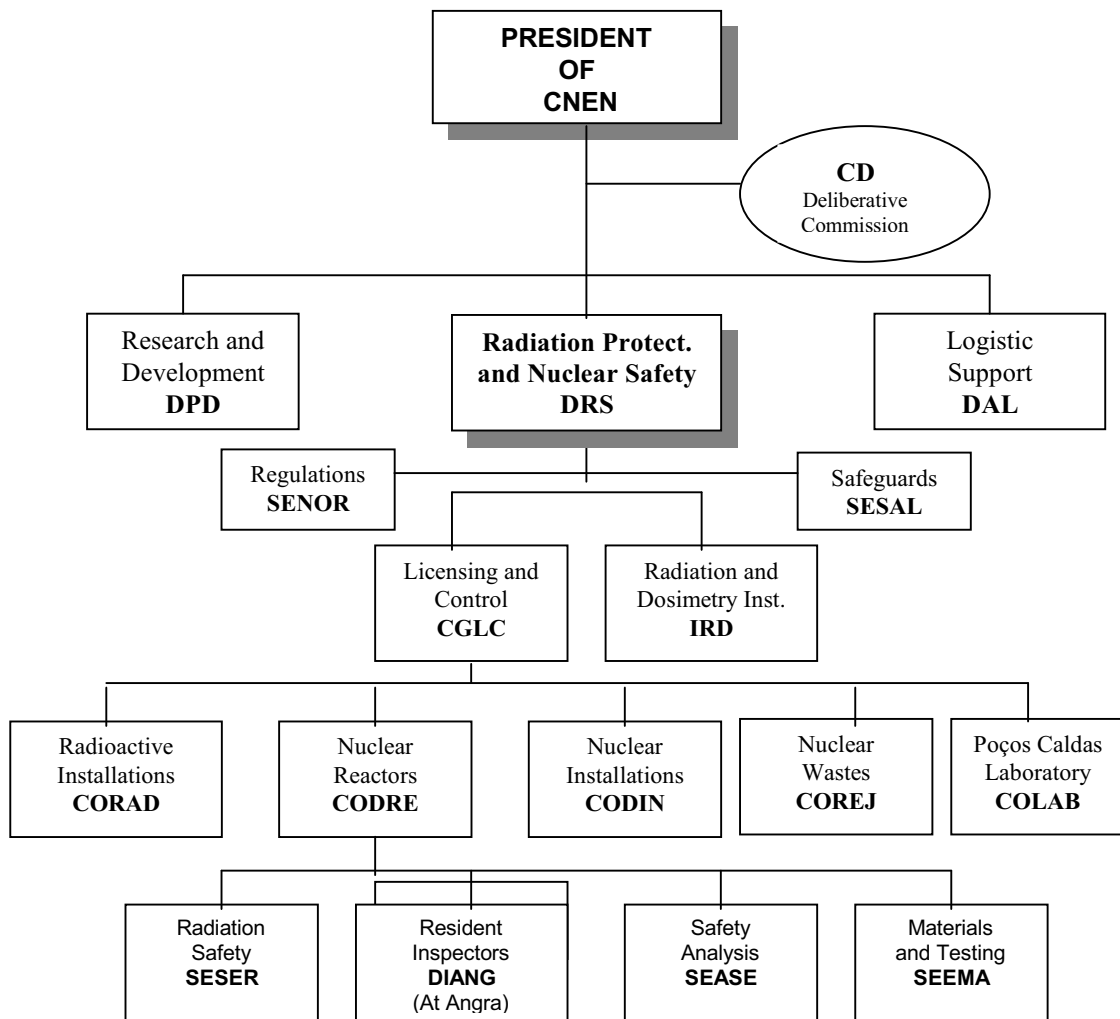 PRESIDENT
OF
CNEN
CD
Deliberative
Commission
Research and
Development
DPD
Radiation Protect.
and Nuclear Safety
DRS
Logistic
Support
DAL
Regulations
SENOR
Safeguards
SESAL
Licensing and
Control
CGLC
Radiation and
Dosimetry Inst.
IRD
Radioactive
Installations
CORAD
Nuclear
Reactors
CODRE
Nuclear
Installations
CODIN
Nuclear
Wastes
COREJ
Poços Caldas
Laboratory
COLAB
Radiation
Safety
SESER
Resident
Inspectors
DIANG
(At Angra)
Safety
Analysis
SEASE
Materials
and Testing
SEEMA